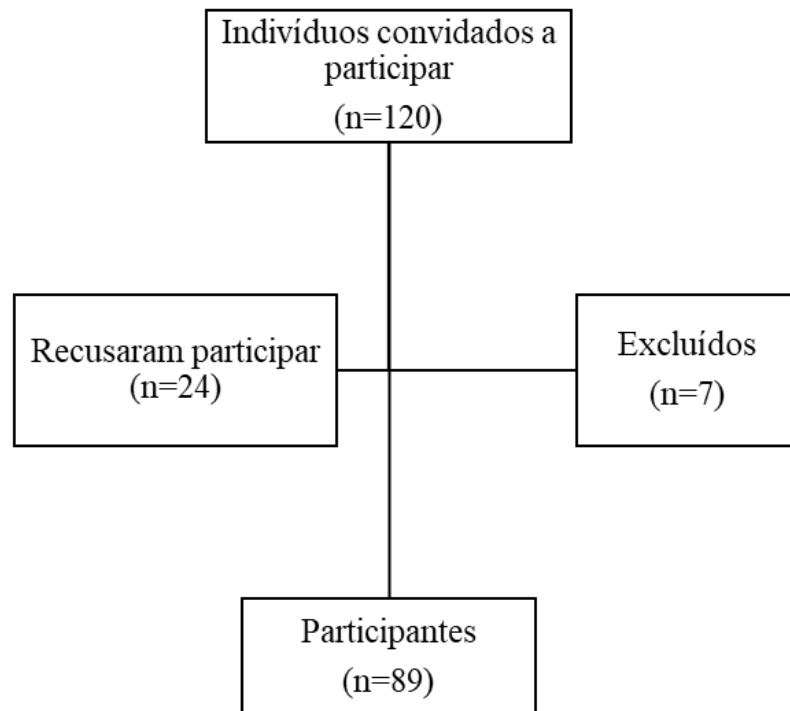 Indivíduos convidados a
participar
(n=120)
Recusaram participar
(n=24)
Excluídos
(n=7)
Participantes
(n=89)